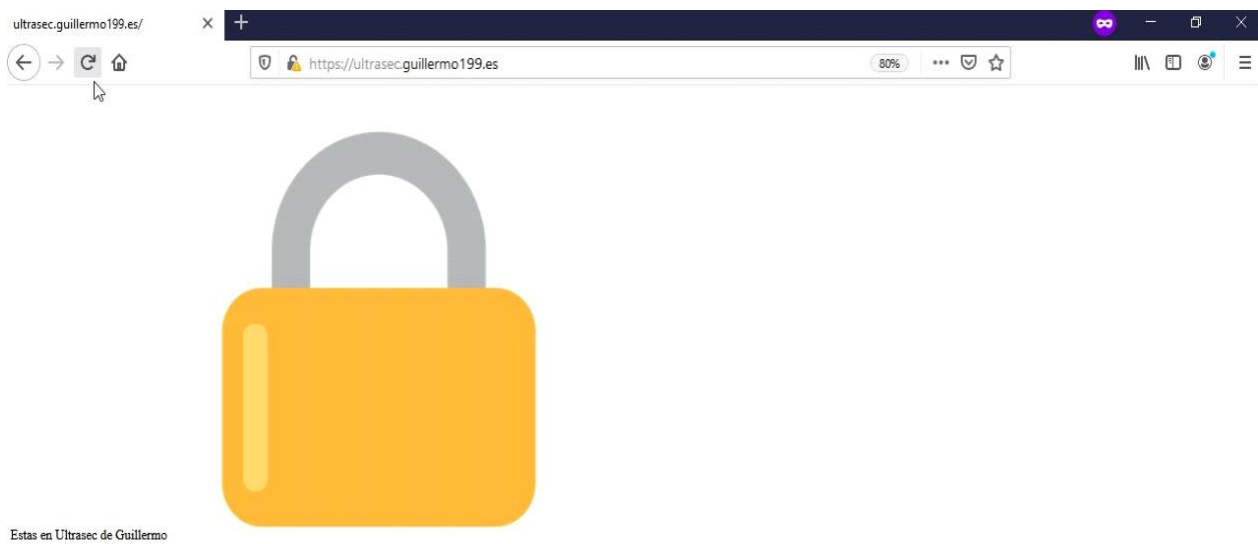 ultrasec.guillermo199.es/
https://ultrasec.guillermo199.es
80%
Estas en Ultrasec de Guillermo